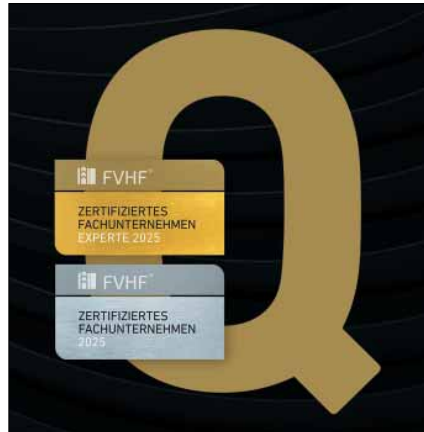 Q
FVHF®
ZERTIFIZIERTES
FACHUNTERNEHMEN
EXPERTE 2025
FVHF®
ZERTIFIZIERTES
FACHUNTERNEHMEN
2025